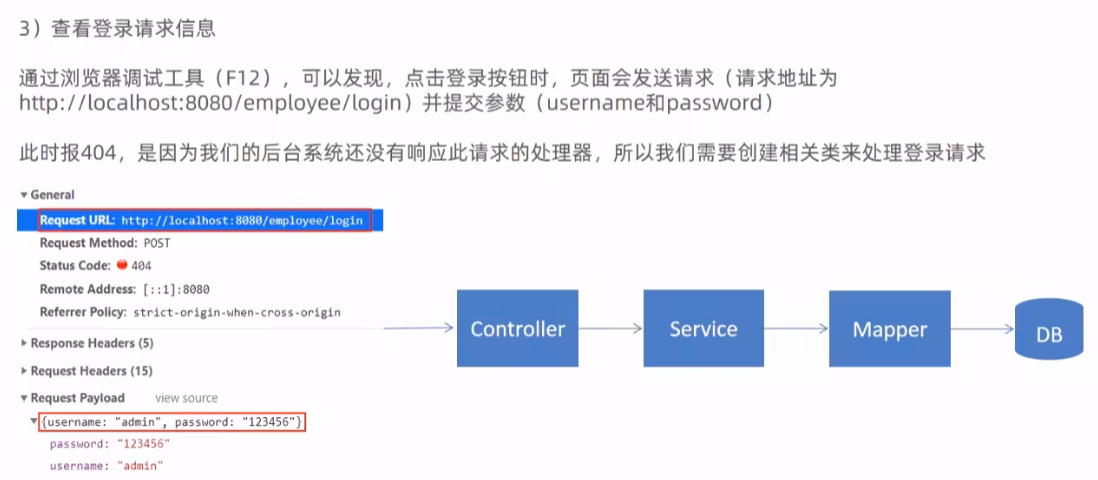 3）查看登录请求信息
通过浏览器调试工具（F12），可以发现，点击登录按钮时，页面会发送请求（请求地址为
http://localhost:8080/employee/login）并提交参数（username和password）
此时报404，是因为我们的后台系统还没有响应此请求的处理器，所以我们需要创建相关类来处理登录请求
General
Request URL: http://localhost:8080/employee/login
Request Method: POST
Status Code: 404
Remote Address: [::1]:8080
Referrer Policy: strict-origin-when-cross-origin
Response Headers (5)
Request Headers (15)
Request Payload view source
{username: "admin", password: "123456"}
password: "123456"
username: "admin"
Controller
Service
Mapper
DB